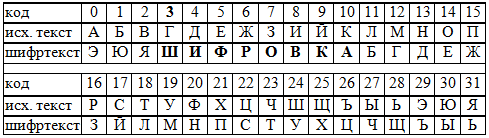 код 0 1 2 3 4 5 6 7 8 9 10 11 12 13 14 15
исх. текст А Б В Г Д Е Ж З И Й К Л М Н О П
шифртекст Э Ю Я Ш И Ф Р О В К А Б Г Д Е Ж
код 16 17 18 19 20 21 22 23 24 25 26 27 28 29 30 31
исх. текст Р С Т У Ф Х Ц Ч Ш Щ Ъ Ы Ь Э Ю Я
шифртекст З Й Л М Н П С Т У Х Ц Ч Щ Ъ Ы Ь